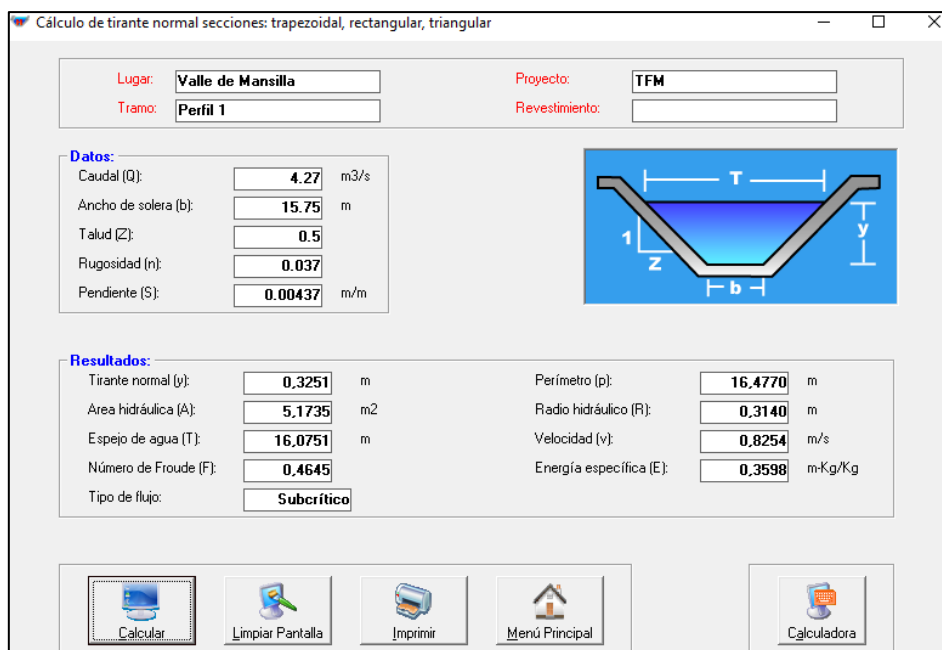 Cálculo de tirante normal secciones: trapezoidal, rectangular, triangular
Lugar: Valle de Mansilla Proyecto: TFM
Tramo: Perfil 1 Revestimiento:
Datos:
Caudal (Q): 4.27 m3/s
Ancho de solera (b): 15.75 m
Talud (Z): 0.5
Rugosidad (n): 0.037
Pendiente (S): 0.00437 m/m
T
y
1
Z
b
Resultados:
Tirante normal (y): 0,3251 m Perímetro (p): 16,4770 m
Area hidráulica (A): 5,1735 m2 Radio hidráulico (R): 0,3140 m
Espejo de agua (T): 16,0751 m Velocidad (v): 0,8254 m/s
Número de Froude (F): 0,4645 Energía específica (E): 0,3598 m-Kg/Kg
Tipo de flujo: Subcrítico
Calcular Limpiar Pantalla Imprimir Menú Principal Calculadora